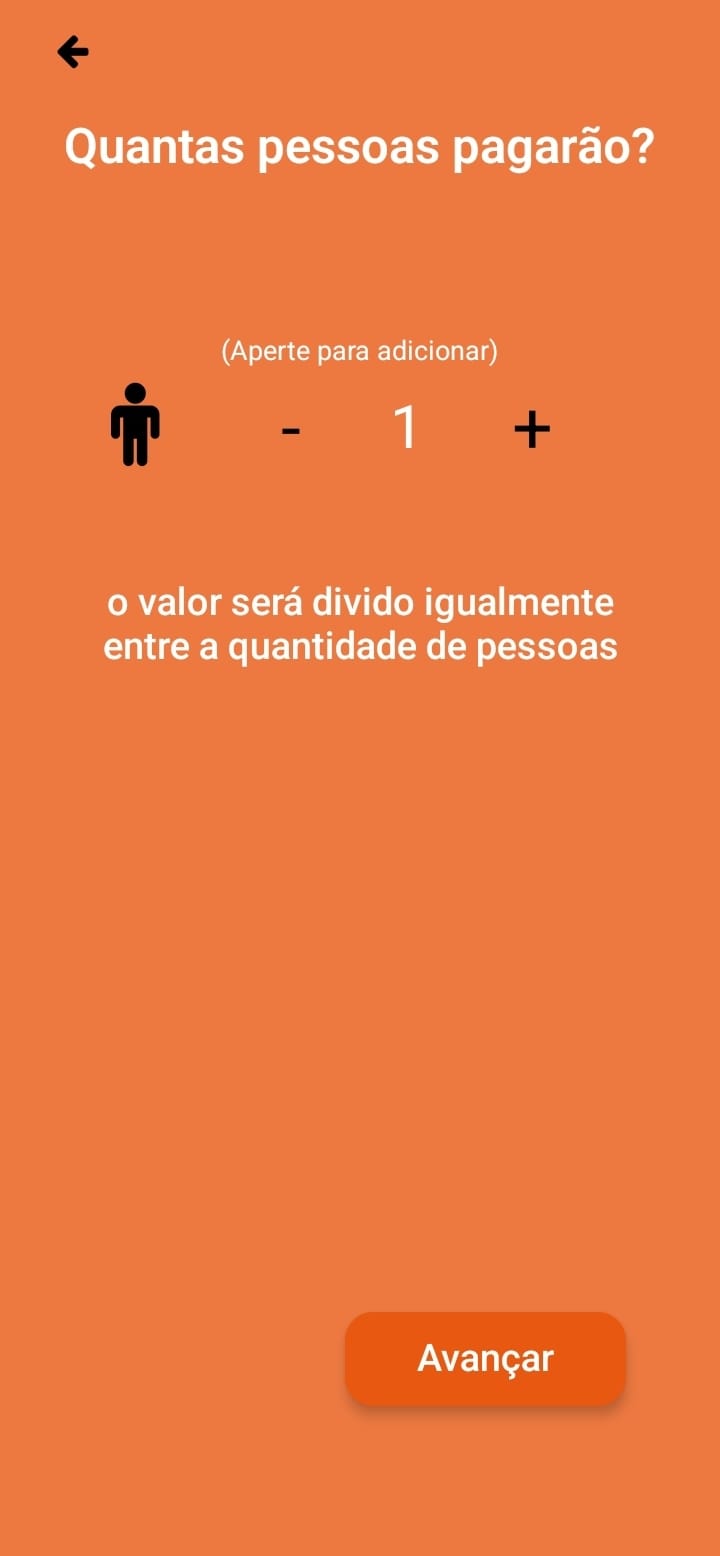 Quantas pessoas pagarão?
(Aperte para adicionar)
- 1 +
o valor será divido igualmente
entre a quantidade de pessoas
Avançar